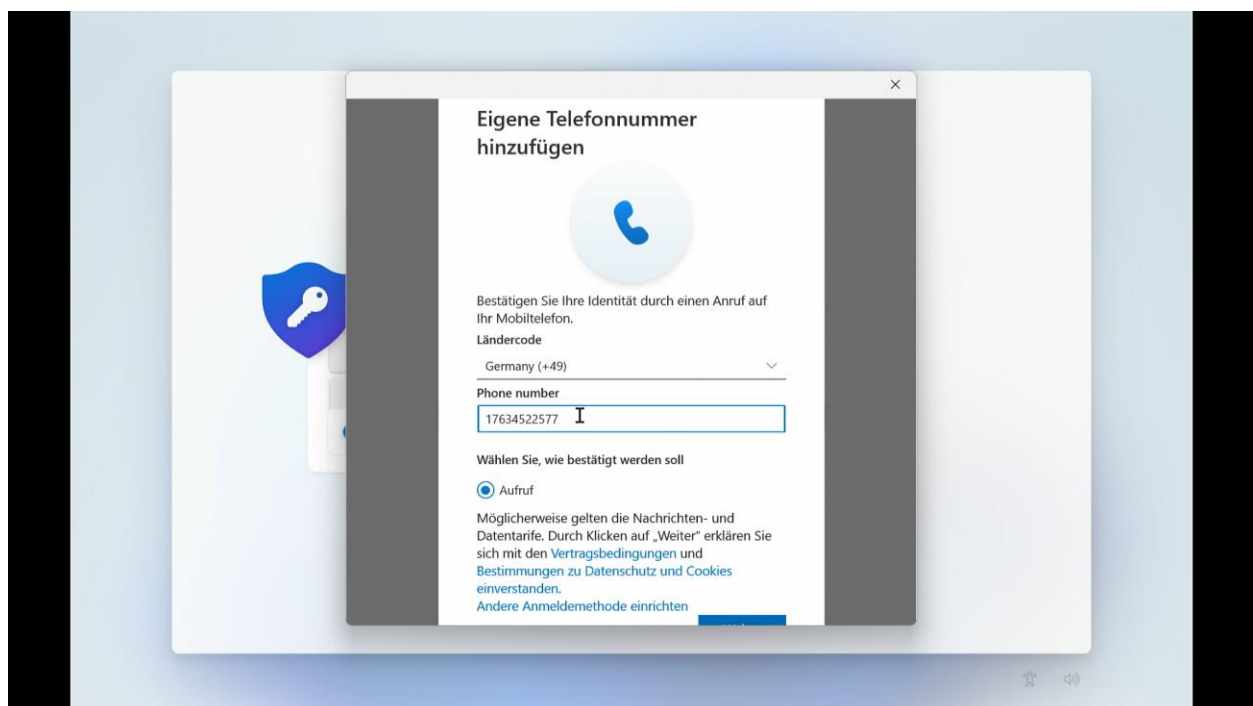 Eigene Telefonnummer
hinzufügen
Bestätigen Sie Ihre Identität durch einen Anruf auf
Ihr Mobiltelefon.
Ländercode
Germany (+49)
Phone number
17634522577
Wählen Sie, wie bestätigt werden soll
Aufruf
Möglicherweise gelten die Nachrichten- und
Datentarife. Durch Klicken auf „Weiter" erklären Sie
sich mit den Vertragsbedingungen und
Bestimmungen zu Datenschutz und Cookies
einverstanden.
Andere Anmeldemethode einrichten